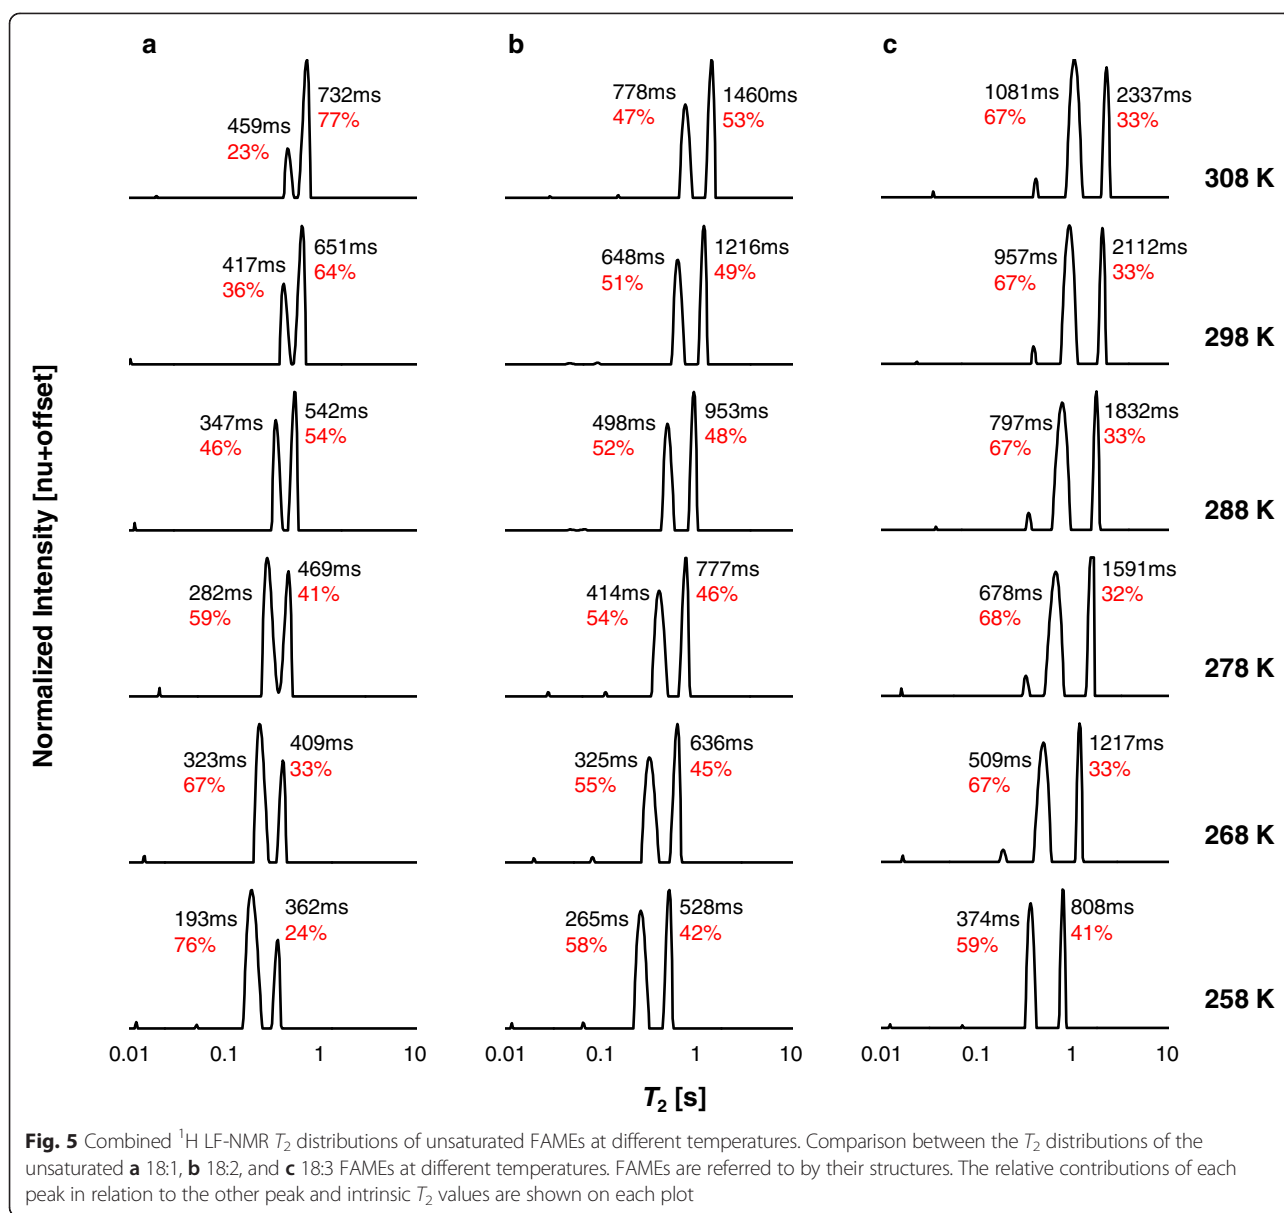 a b c
459ms 732ms 778ms 1460ms 1081ms 2337ms
23% 77% 47% 53% 67% 33%
308 K
417ms 651ms 648ms 1216ms 957ms 2112ms
36% 64% 51% 49% 67% 33%
298 K
347ms 542ms 498ms 953ms 797ms 1832ms
46% 54% 52% 48% 67% 33%
288 K
282ms 469ms 414ms 777ms 678ms 1591ms
59% 41% 54% 46% 68% 32%
278 K
323ms 409ms 325ms 636ms 509ms 1217ms
67% 33% 55% 45% 67% 33%
268 K
193ms 362ms 265ms 528ms 374ms 808ms
76% 24% 58% 42% 59% 41%
258 K
Normalized Intensity [nu+offset]
0.01 0.1 1 10 0.01 0.1 1 10 0.01 0.1 1 10
T2 [s]
Fig. 5 Combined 1H LF-NMR T2 distributions of unsaturated FAMEs at different temperatures. Comparison between the T2 distributions of the
unsaturated a 18:1, b 18:2, and c 18:3 FAMEs at different temperatures. FAMEs are referred to by their structures. The relative contributions of each
peak in relation to the other peak and intrinsic T2 values are shown on each plot